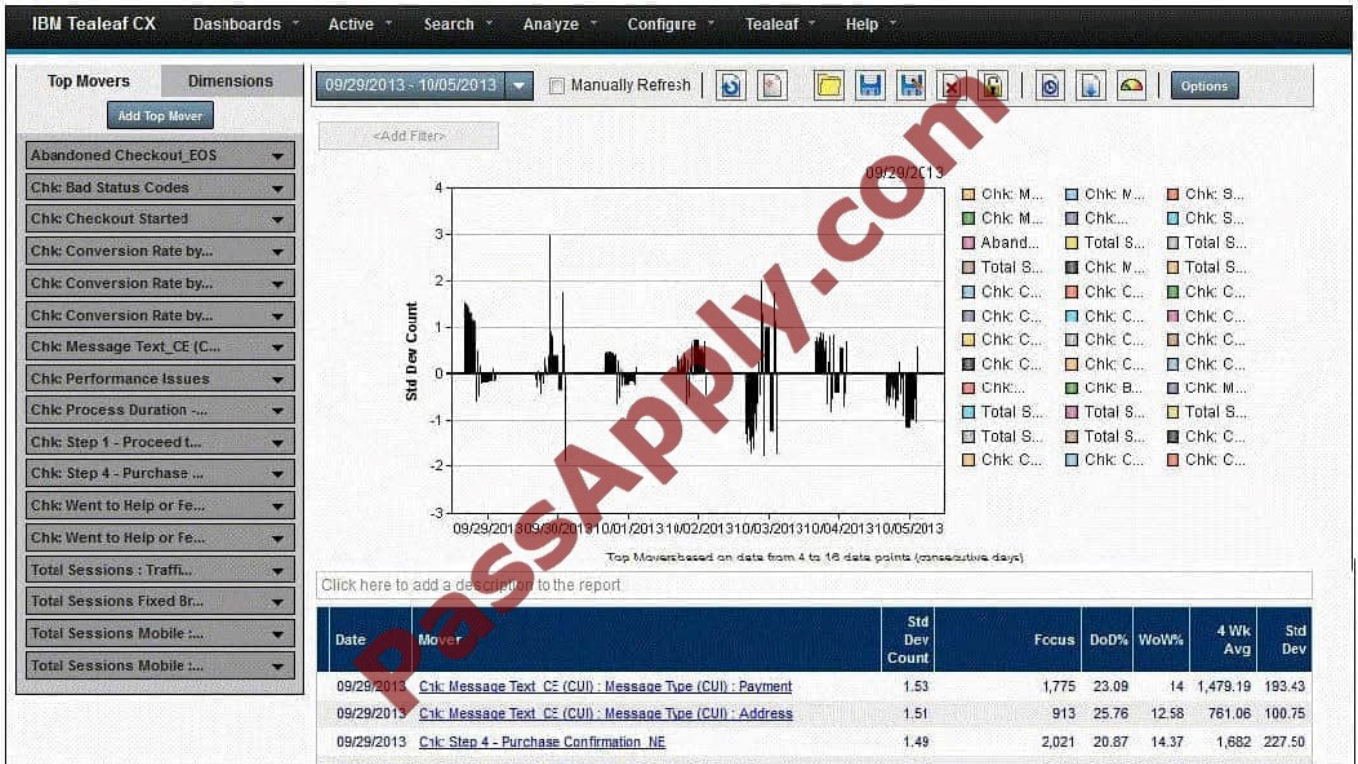 IBM Tealeaf CX Dashboards Active Search Analyze Configure Tealeaf Help
Top Movers Dimensions
Add Top Mover
Abandoned Checkout_EOS
Chk: Bad Status Codes
Chk: Checkout Started
Chk: Conversion Rate by...
Chk: Conversion Rate by...
Chk: Conversion Rate by...
Chk: Message Text_CE (C...
Chk: Performance Issues
Chk: Process Duration -...
Chk: Step 1 - Proceed t...
Chk: Step 4 - Purchase ...
Chk: Went to Help or Fe...
Chk: Went to Help or Fe...
Total Sessions : Traffi...
Total Sessions Fixed Br...
Total Sessions Mobile :...
Total Sessions Mobile :...
09/29/2013 - 10/05/2013 Manually Refresh Options
<Add Filter>
09/29/2013
Std Dev Count
4
3
2
1
0
-1
-2
-3
09/29/2013 09/30/2013 10/01/2013 10/02/2013 10/03/2013 10/04/2013 10/05/2013
Top Movers based on data from 4 to 16 data points (consecutive days)
Chk: M... Chk: M... Chk: S...
Chk: M... Chk:... Chk: S...
Aband... Total S... Total S...
Total S... Chk: M... Total S...
Chk: C... Chk: C... Chk: C...
Chk: C... Chk: C... Chk: C...
Chk: C... Chk: C... Chk: C...
Chk: C... Chk: C... Chk: C...
Chk:... Chk: B... Chk: M...
Total S... Total S... Total S...
Total S... Total S... Chk: C...
Chk: C... Chk: C... Chk: C...
Click here to add a description to the report
Date Mover Std Dev Count Focus DoD% WoW% 4 Wk Avg Std Dev
09/29/2013 Chk: Message Text_CE (CUI) : Message Type (CUI) : Payment 1.53 1,775 23.09 14 1,479.19 193.43
09/29/2013 Chk: Message Text_CE (CUI) : Message Type (CUI) : Address 1.51 913 25.76 12.58 761.06 100.75
09/29/2013 Chk: Step 4 - Purchase Confirmation_NE 1.49 2,021 20.87 14.37 1,682 227.50
PassApply.com